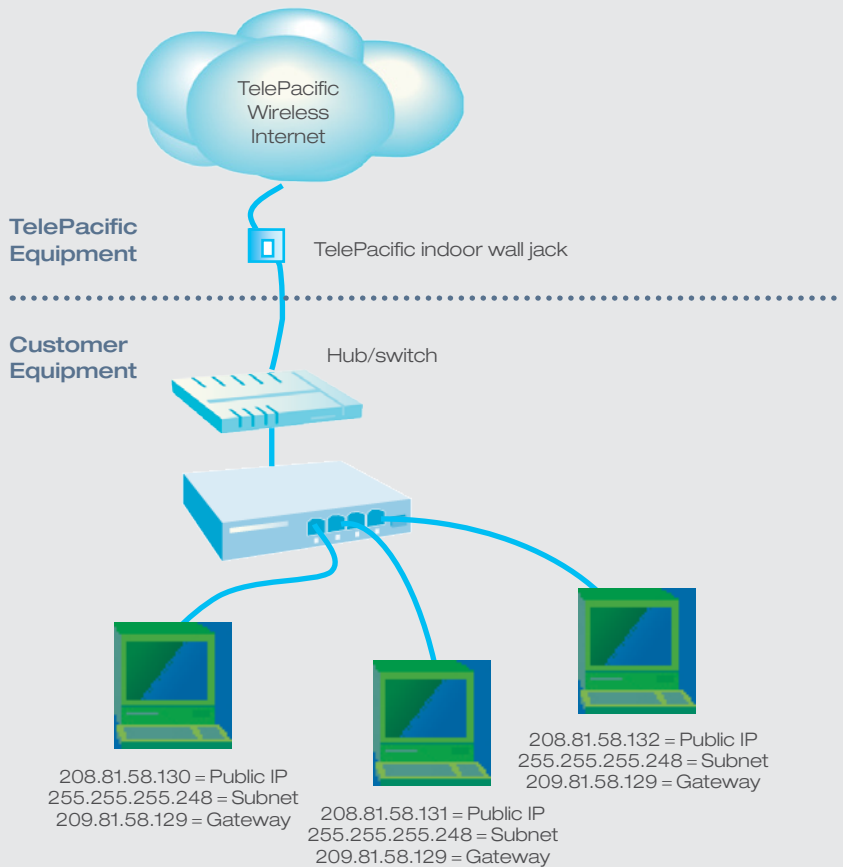 TelePacific
Wireless
Internet
TelePacific
Equipment
TelePacific indoor wall jack
Customer
Equipment
Hub/switch
208.81.58.130 = Public IP
255.255.255.248 = Subnet
209.81.58.129 = Gateway
208.81.58.131 = Public IP
255.255.255.248 = Subnet
209.81.58.129 = Gateway
208.81.58.132 = Public IP
255.255.255.248 = Subnet
209.81.58.129 = Gateway